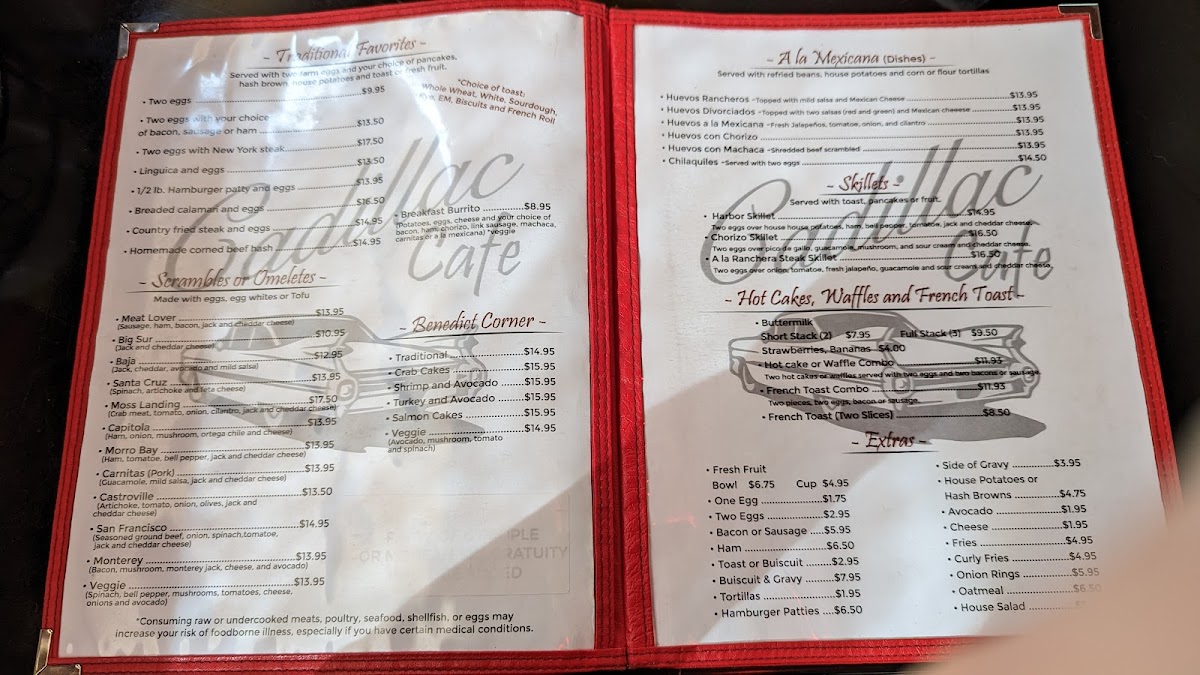 ~ Traditional Favorites ~
Served with two farm eggs and your choice of pancakes,
hash brown, house potatoes and toast or fresh fruit.
*Choice of toast;
Whole Wheat, White, Sourdough,
Rye, EM, Biscuits and French Roll
• Two eggs $9.95
• Two eggs with your choice
of bacon, sausage or ham $13.50
• Two eggs with New York steak $17.50
• Linguica and eggs $13.50
• 1/2 lb. Hamburger patty and eggs $13.95
• Breaded calamari and eggs $16.50
• Country fried steak and eggs $14.95
• Homemade corned beef hash $14.95
• Breakfast Burrito $8.95
(Potatoes, eggs, cheese and your choice of
bacon, ham, chorizo, link sausage, machaca,
carnitas or a la mexicana) *veggie
Cadillac
Cafe
~ Scrambles or Omeletes ~
Made with eggs, egg whites or Tofu
• Meat Lover $13.95
(Sausage, ham, bacon, jack and cheddar cheese)
• Big Sur $10.95
(Jack and cheddar cheese)
• Baja $12.95
(Jack, cheddar, avocado and mild salsa)
• Santa Cruz $13.95
(Spinach, artichoke and feta cheese)
• Moss Landing $17.50
(Crab meat, tomato, onion, cilantro, jack and cheddar cheese)
• Capitola $13.95
(Ham, onion, mushroom, ortega chile and cheese)
• Morro Bay $13.95
(Ham, tomato, bell pepper, jack and cheddar cheese)
• Carnitas (Pork) $13.95
(Guacamole, mild salsa, jack and cheddar cheese)
• Castroville $13.50
(Artichoke, tomato, onion, olives, jack and
cheddar cheese)
• San Francisco $14.95
(Seasoned ground beef, onion, spinach,tomatoe,
jack and cheddar cheese)
• Monterey $13.95
(Bacon, mushroom, monterey jack, cheese, and avocado)
• Veggie $13.95
(Spinach, bell pepper, mushrooms, tomatoes, cheese,
onions and avocado)
~ Benedict Corner ~
• Traditional $14.95
• Crab Cakes $15.95
• Shrimp and Avocado $15.95
• Turkey and Avocado $15.95
• Salmon Cakes $15.95
• Veggie $14.95
(Avocado, mushroom, tomato
and spinach)
*Consuming raw or undercooked meats, poultry, seafood, shellfish, or eggs may
increase your risk of foodborne illness, especially if you have certain medical conditions.
~ A la Mexicana (Dishes) ~
Served with refried beans, house potatoes and corn or flour tortillas
• Huevos Rancheros -Topped with mild salsa and Mexican Cheese $13.95
• Huevos Divorciados -Topped with two salsas (red and green) and Mexican cheeese $13.95
• Huevos a la Mexicana -Fresh Jalapeños, tomatoe, onion, and cilantro $13.95
• Huevos con Chorizo $13.95
• Huevos con Machaca -Shredded beef scrambled $13.95
• Chilaquiles -Served with two eggs $14.50
~ Skillets ~
Served with toast, pancakes or fruit.
• Harbor Skillet $14.95
Two eggs over house house potatoes, ham, bell pepper, tomatoe, jack and cheddar cheese
• Chorizo Skillet $16.50
Two eggs over pico de gallo, guacamole, mushroom, and sour cream and cheddar cheese.
• A la Ranchera Steak Skillet $16.50
Two eggs over onion, tomatoe, fresh jalapeño, guacamole and sour cream and cheddar cheese,
Cadillac
Cafe
~ Hot Cakes, Waffles and French Toast ~
• Buttermilk
Short Stack (2) $7.95 Full Stack (3) $9.50
Strawberries, Bananas $4.00
• Hot cake or Waffle Combo $11.93
Two hot cakes or waffles served with two eggs and two bacons or sausage.
• French Toast Combo $11.93
Two pieces, two eggs, bacon or sausage.
• French Toast (Two Slices) $8.50
~ Extras ~
• Fresh Fruit
Bowl $6.75 Cup $4.95
• One Egg $1.75
• Two Eggs $2.95
• Bacon or Sausage $5.95
• Ham $6.50
• Toast or Buiscuit $2.95
• Buiscuit & Gravy $7.95
• Tortillas $1.95
• Hamburger Patties $6.50
• Side of Gravy $3.95
• House Potatoes or
Hash Browns $4.75
• Avocado $1.95
• Cheese $1.95
• Fries $4.95
• Curly Fries $4.95
• Onion Rings $5.95
• Oatmeal $6.50
• House Salad